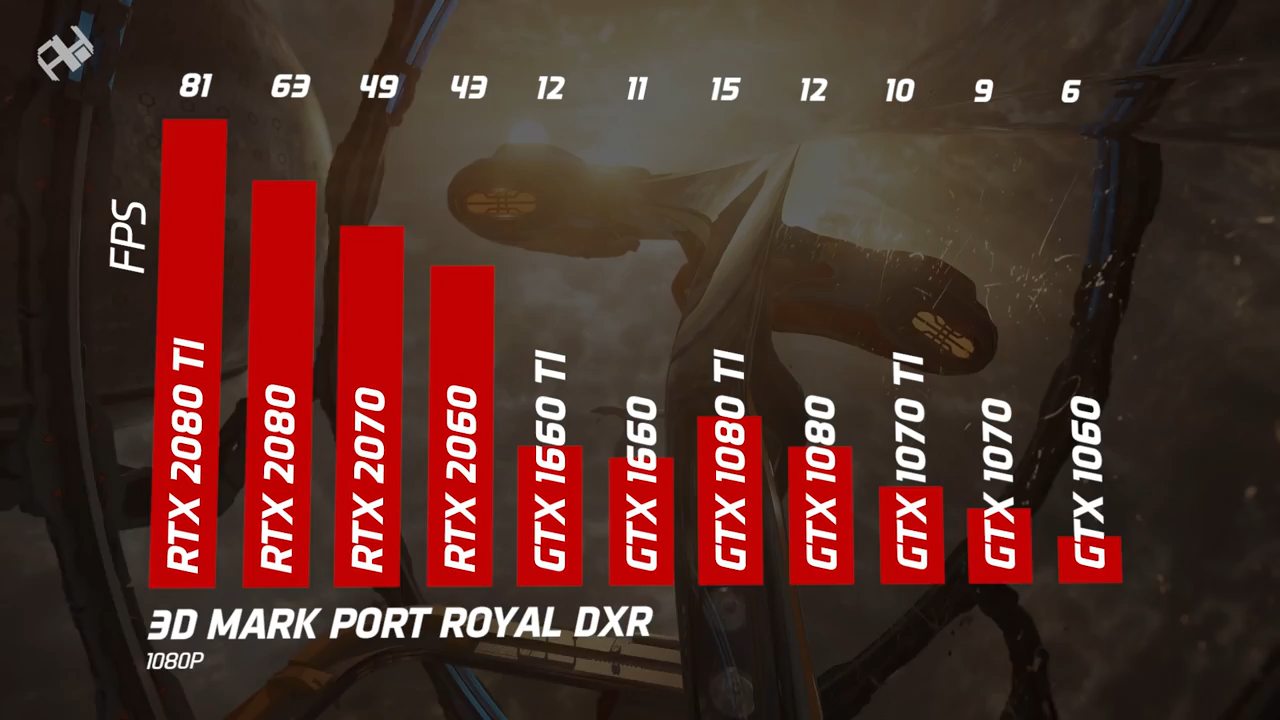 81 63 49 43 12 11 15 12 10 9 6
FPS
RTX 2080 TI
RTX 2080
RTX 2070
RTX 2060
GTX 1660 TI
GTX 1660
GTX 1080 TI
GTX 1080
GTX 1070 TI
GTX 1070
GTX 1060
3D MARK PORT ROYAL DXR
1080P